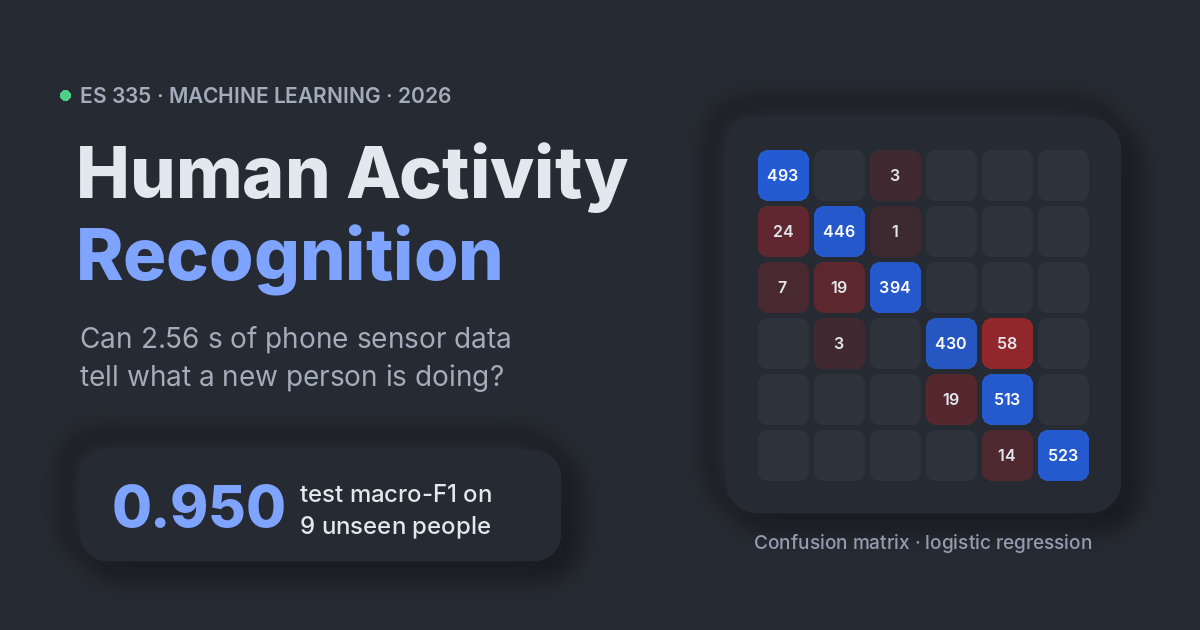 ES 335 · MACHINE LEARNING · 2026
Human Activity
Recognition
Can 2.56 s of phone sensor data
tell what a new person is doing?
0.950 test macro-F1 on
9 unseen people
493 3
24 446 1
7 19 394
3 430 58
19 513
14 523
Confusion matrix · logistic regression